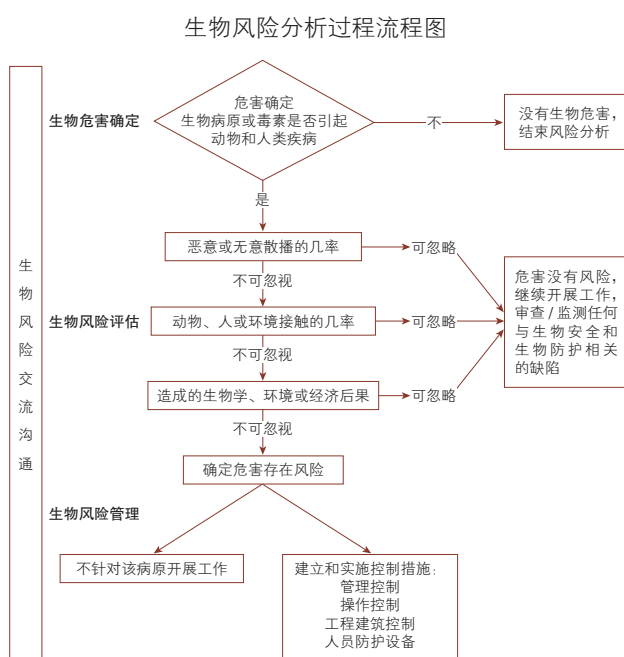 生物风险分析过程流程图
生物风险交流沟通
生物危害确定
危害确定
生物病原或毒素是否引起
动物和人类疾病
不
没有生物危害，
结束风险分析
是
恶意或无意散播的几率
可忽略
不可忽视
生物风险评估
动物、人或环境接触的几率
可忽略
危害没有风险，
继续开展工作，
审查/监测任何
与生物安全和
生物防护相关
的缺陷
不可忽视
造成的生物学、环境或经济后果
可忽略
不可忽视
确定危害存在风险
生物风险管理
不针对该病原开展工作
建立和实施控制措施：
管理控制
操作控制
工程建筑控制
人员防护设备